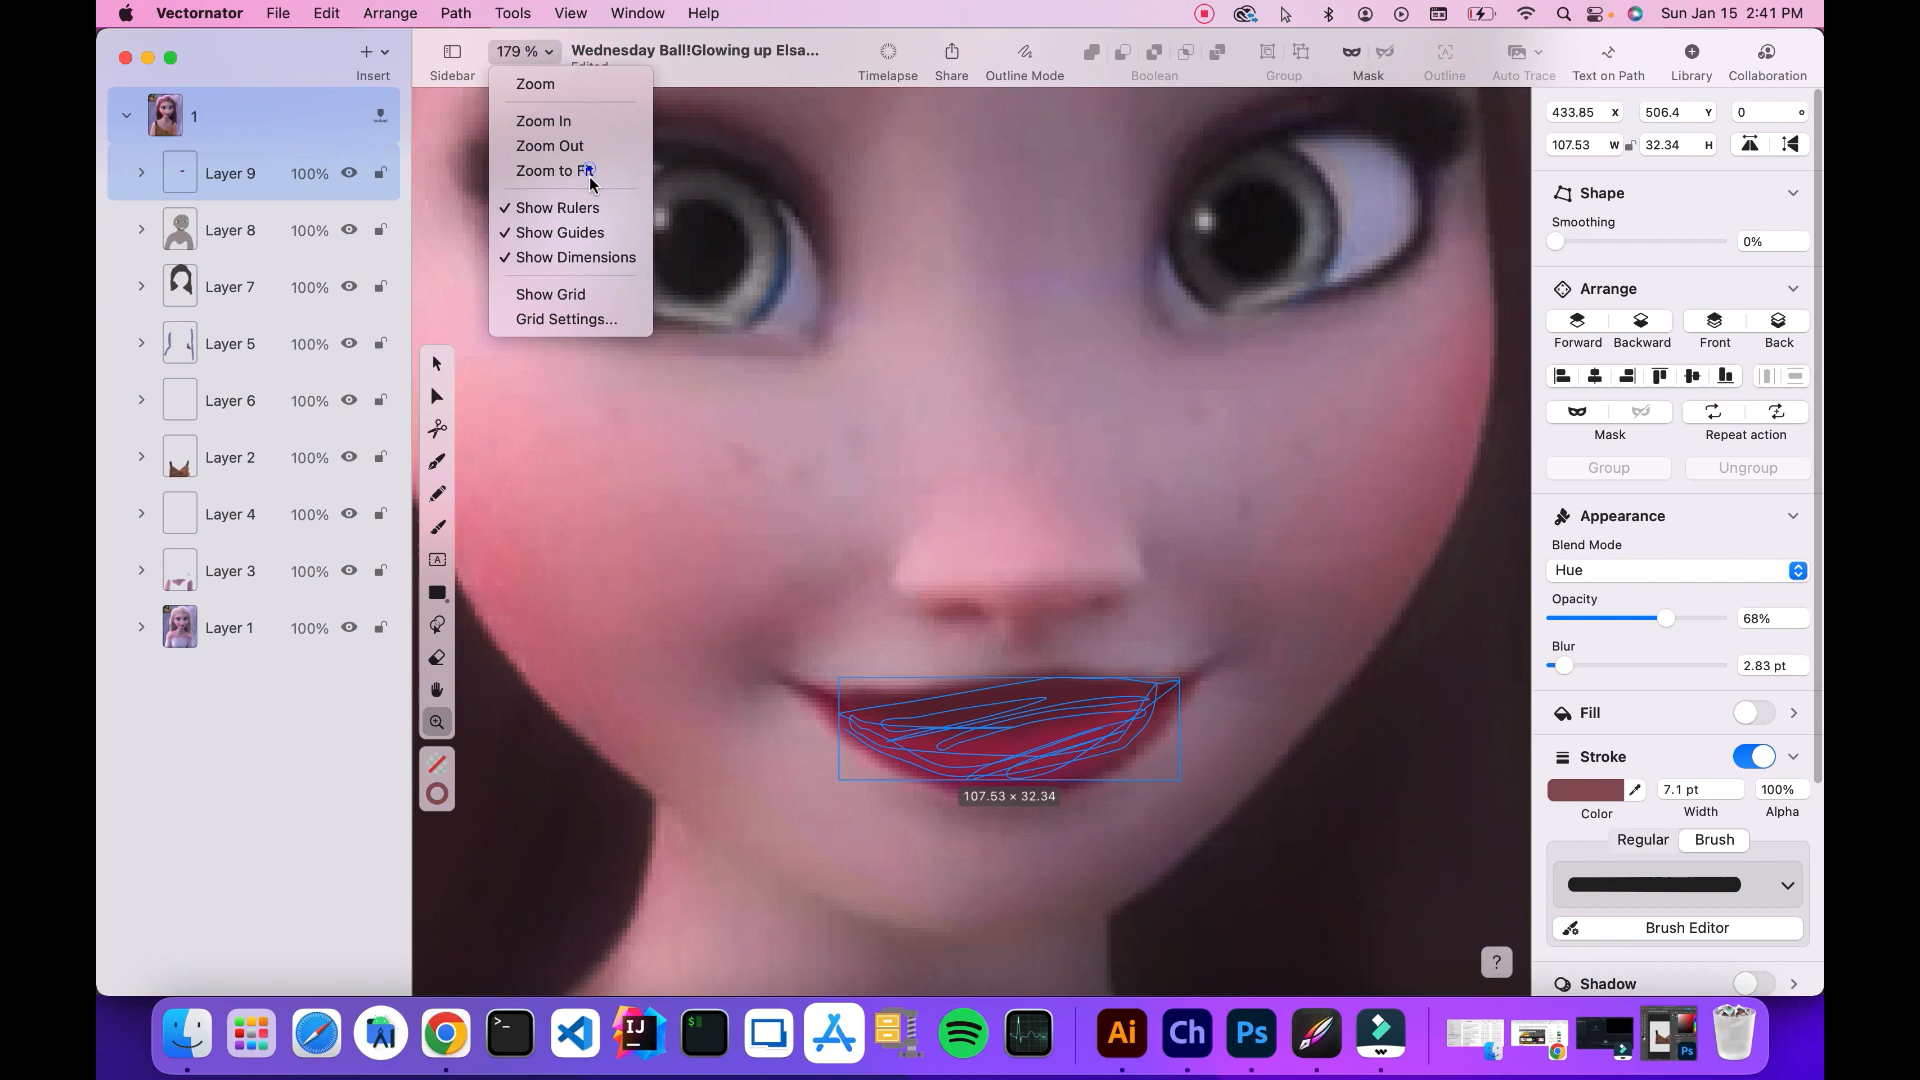 Vectornator File Edit Arrange Path Tools View Window Help Sun Jan 15 2:41 PM
Insert
Sidebar
179 %
Wednesday Ball!Glowing up Elsa...
Timelapse
Share
Outline Mode
Boolean
Group
Mask
Outline
Auto Trace
Text on Path
Library
Collaboration
1
Layer 9 100%
Layer 8 100%
Layer 7 100%
Layer 5 100%
Layer 6 100%
Layer 2 100%
Layer 4 100%
Layer 3 100%
Layer 1 100%
Zoom
Zoom In
Zoom Out
Zoom to Fit
Show Rulers
Show Guides
Show Dimensions
Show Grid
Grid Settings...
A
107.53 × 32.34
?
433.85 X 506.4 Y 0 °
107.53 W 32.34 H
Shape
Smoothing
0%
Arrange
Forward Backward Front Back
Mask Repeat action
Group Ungroup
Appearance
Blend Mode
Hue
Opacity
68%
Blur
2.83 pt
Fill
Stroke
7.1 pt 100%
Color Width Alpha
Regular Brush
Brush Editor
Shadow
>_
IJ
$
Ai
Ch
Ps
Ps